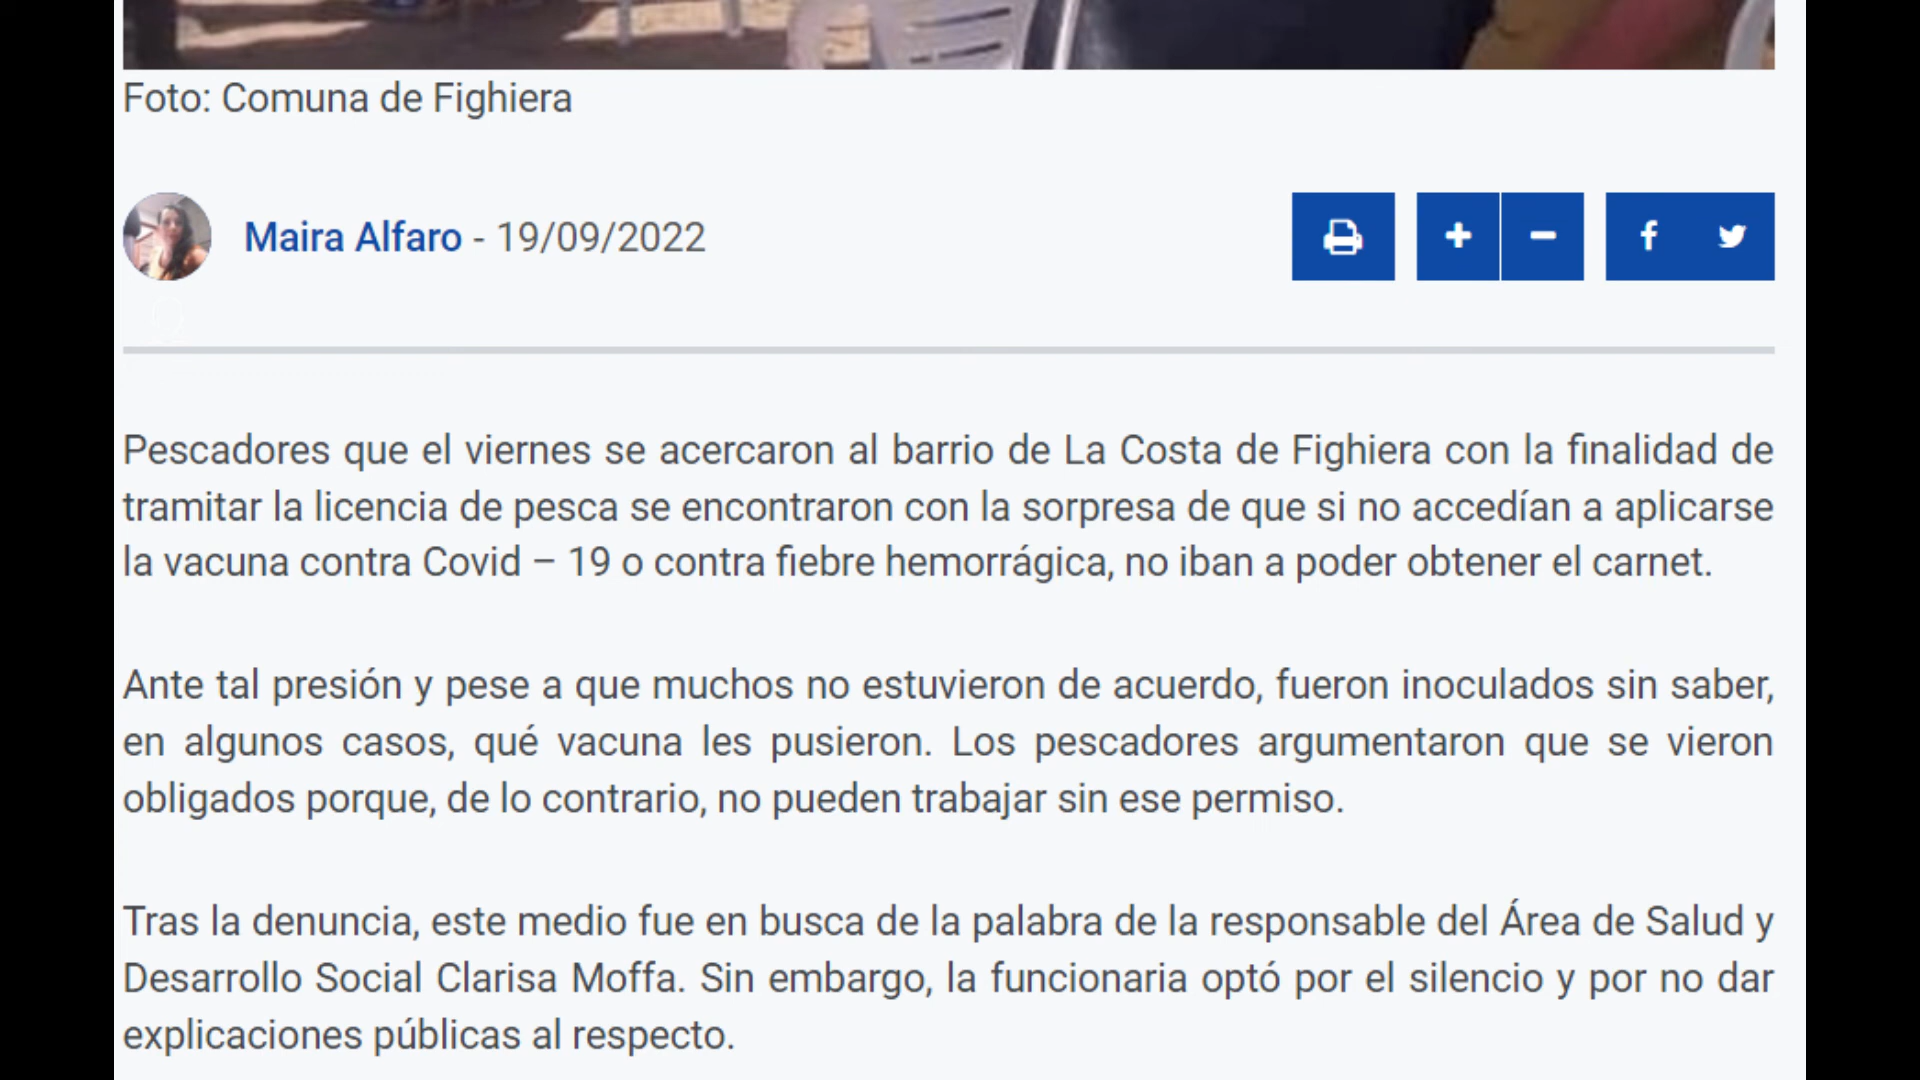 Foto: Comuna de Fighiera
Maira Alfaro - 19/09/2022
Pescadores que el viernes se acercaron al barrio de La Costa de Fighiera con la finalidad de
tramitar la licencia de pesca se encontraron con la sorpresa de que si no accedían a aplicarse
la vacuna contra Covid – 19 o contra fiebre hemorrágica, no iban a poder obtener el carnet.
Ante tal presión y pese a que muchos no estuvieron de acuerdo, fueron inoculados sin saber,
en algunos casos, qué vacuna les pusieron. Los pescadores argumentaron que se vieron
obligados porque, de lo contrario, no pueden trabajar sin ese permiso.
Tras la denuncia, este medio fue en busca de la palabra de la responsable del Área de Salud y
Desarrollo Social Clarisa Moffa. Sin embargo, la funcionaria optó por el silencio y por no dar
explicaciones públicas al respecto.